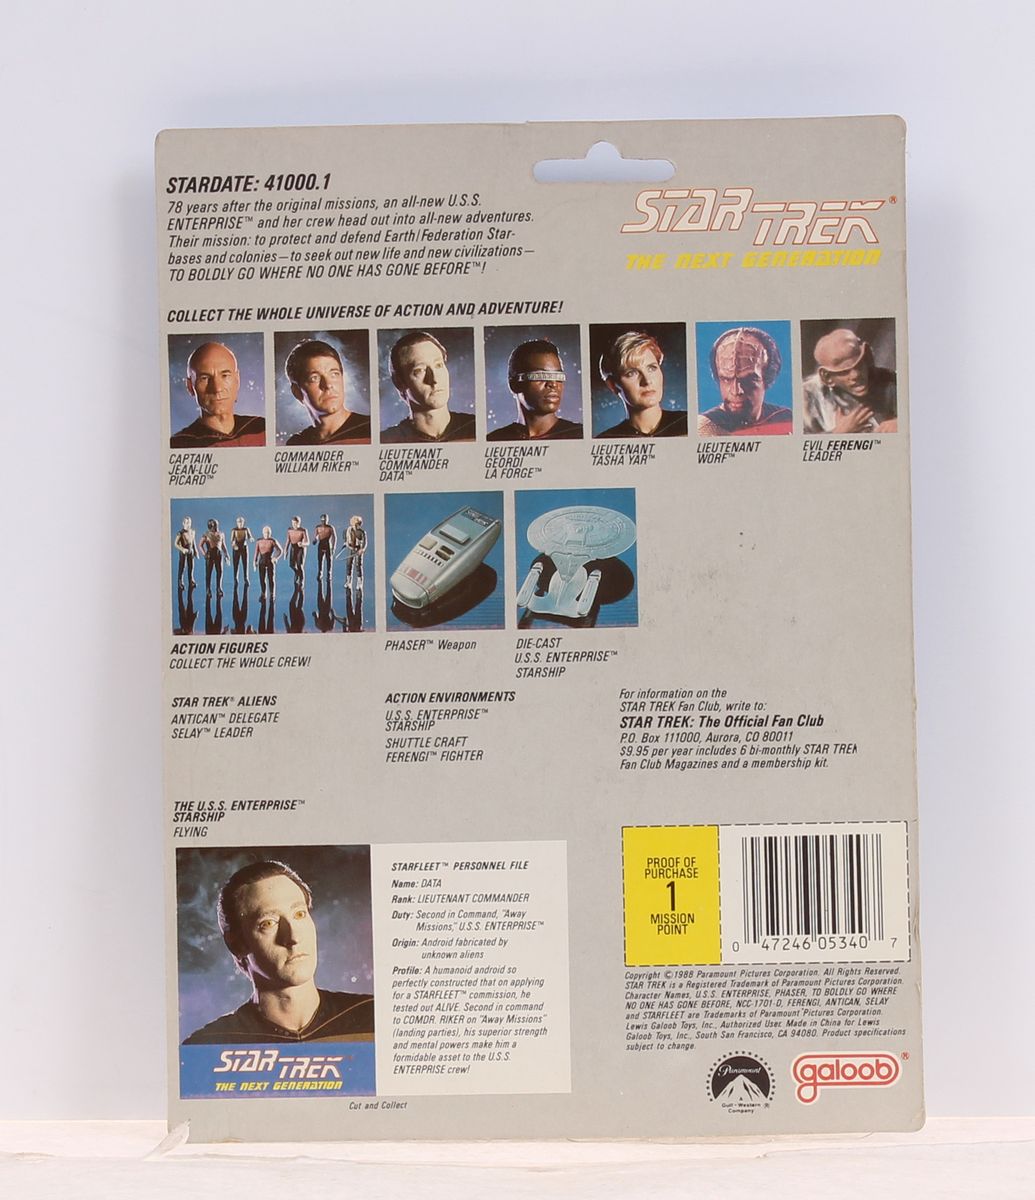 STARDATE: 41000.1
78 years after the original missions, an all-new U.S.S.
ENTERPRISE™ and her crew head out into all-new adventures.
Their mission: to protect and defend Earth/Federation Star-
bases and colonies—to seek out new life and new civilizations—
TO BOLDLY GO WHERE NO ONE HAS GONE BEFORE™!
STAR TREK®
THE NEXT GENERATION
COLLECT THE WHOLE UNIVERSE OF ACTION AND ADVENTURE!
CAPTAIN
JEAN-LUC
PICARD™
COMMANDER
WILLIAM RIKER™
LIEUTENANT
COMMANDER
DATA™
LIEUTENANT
GEORDI
LA FORGE™
LIEUTENANT
TASHA YAR™
LIEUTENANT
WORF™
EVIL FERENGI™
LEADER
STAR TREK
ACTION FIGURES
COLLECT THE WHOLE CREW!
PHASER™ Weapon
DIE-CAST
U.S.S. ENTERPRISE™
STARSHIP
STAR TREK® ALIENS
ANTICAN™ DELEGATE
SELAY™ LEADER
ACTION ENVIRONMENTS
U.S.S. ENTERPRISE™
STARSHIP
SHUTTLE CRAFT
FERENGI™ FIGHTER
For information on the
STAR TREK Fan Club, write to:
STAR TREK: The Official Fan Club
P.O. Box 111000, Aurora, CO 80011
$9.95 per year includes 6 bi-monthly STAR TREK
Fan Club Magazines and a membership kit.
THE U.S.S. ENTERPRISE™
STARSHIP
FLYING
STAR TREK
THE NEXT GENERATION
STARFLEET™ PERSONNEL FILE
Name: DATA
Rank: LIEUTENANT COMMANDER
Duty: Second in Command, "Away
Missions," U.S.S. ENTERPRISE™
Origin: Android fabricated by
unknown aliens
Profile: A humanoid android so
perfectly constructed that on applying
for a STARFLEET™ commission, he
tested out ALIVE. Second in command
to COMDR. RIKER on "Away Missions"
(landing parties), his superior strength
and mental powers make him a
formidable asset to the U.S.S.
ENTERPRISE crew!
Cut and Collect
PROOF OF
PURCHASE
1
MISSION
POINT
0 47246 05340 7
Copyright ©1988 Paramount Pictures Corporation. All Rights Reserved.
STAR TREK is a Registered Trademark of Paramount Pictures Corporation.
Character Names, U.S.S. ENTERPRISE, PHASER, TO BOLDLY GO WHERE
NO ONE HAS GONE BEFORE, NCC-1701-D, FERENGI, ANTICAN, SELAY
and STARFLEET are Trademarks of Paramount Pictures Corporation.
Lewis Galoob Toys, Inc., Authorized User. Made in China for Lewis
Galoob Toys, Inc., South San Francisco, CA 94080. Product specifications
subject to change.
Paramount
A
Gulf+Western
Company
®
galoob®